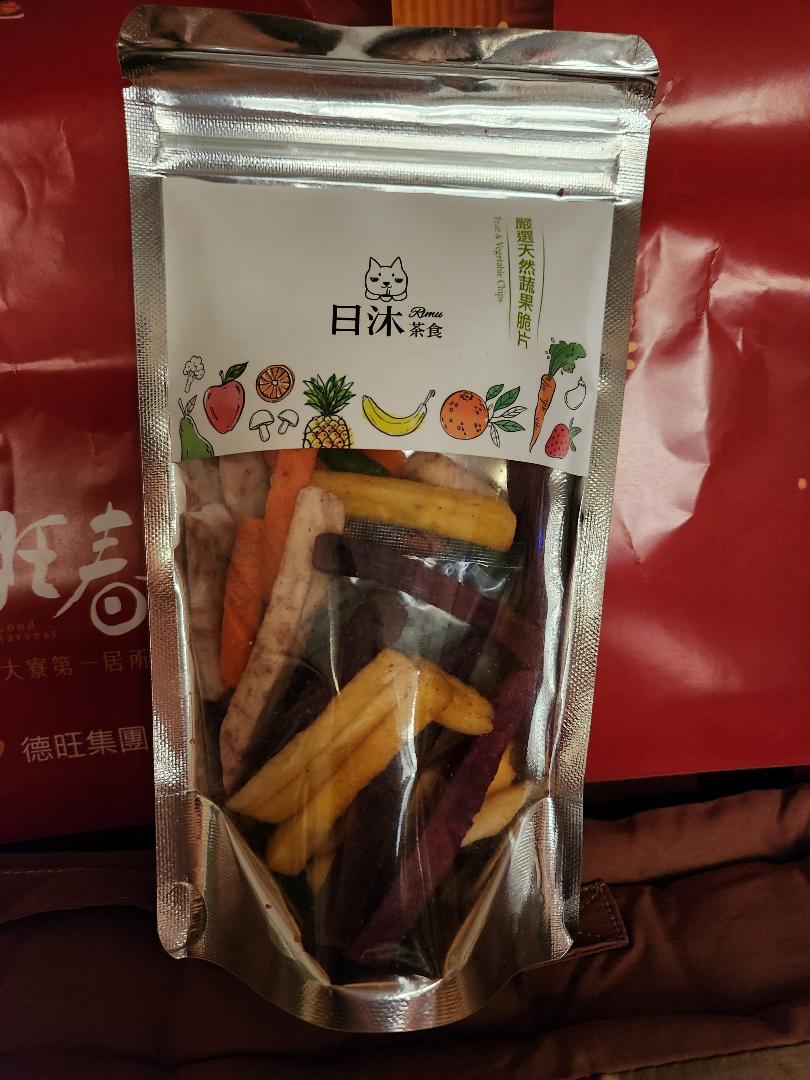 嚴選天然蔬果脆片
Fruit & Vegetable Chips
日沐
Rimu
茶食
旺春
Good
Harvest
大寮第一居所
德旺集團